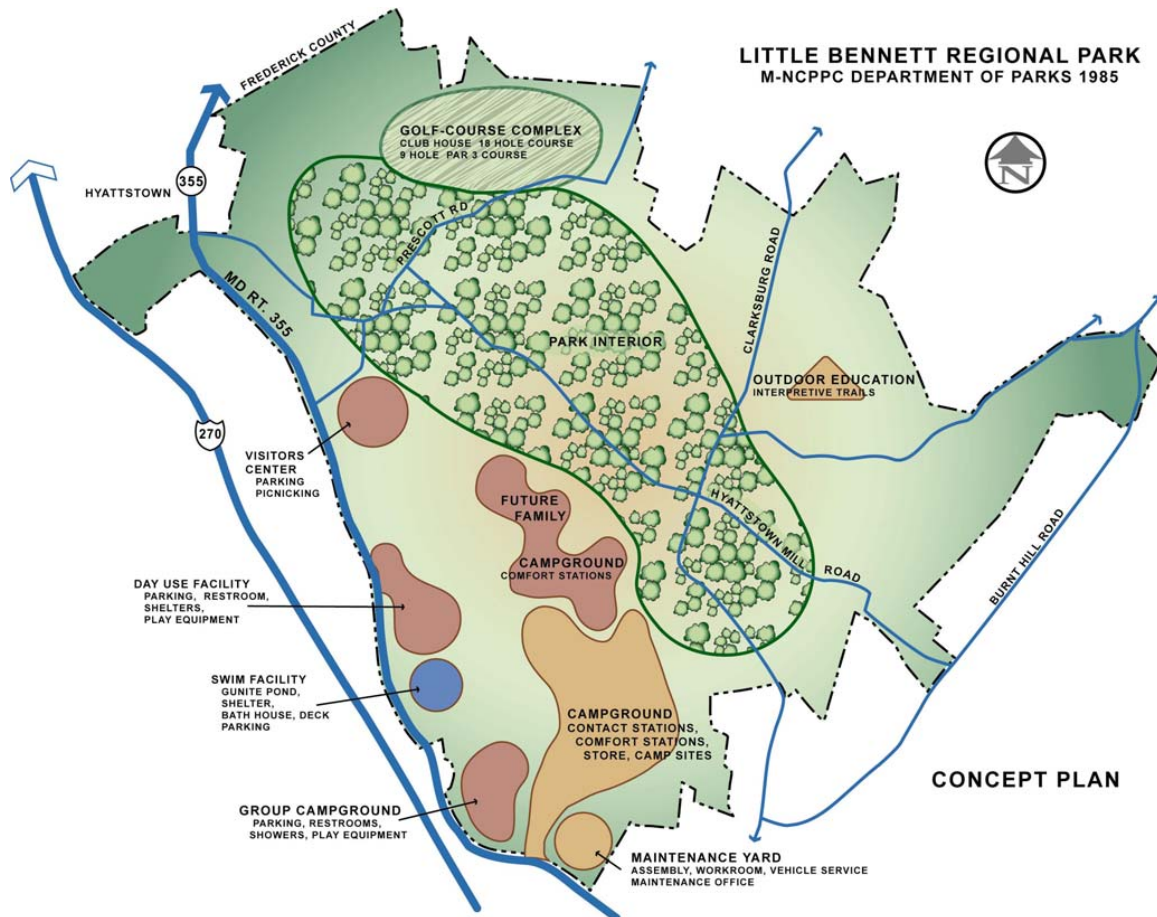 LITTLE BENNETT REGIONAL PARK
M-NCPPC DEPARTMENT OF PARKS 1985
FREDERICK COUNTY
GOLF-COURSE COMPLEX
CLUB HOUSE 18 HOLE COURSE
9 HOLE PAR 3 COURSE
N
HYATTSTOWN
355
PRESCOTT RD
MD RT. 355
CLARKSBURG ROAD
PARK INTERIOR
OUTDOOR EDUCATION
INTERPRETIVE TRAILS
270
VISITORS
CENTER
PARKING
PICNICKING
FUTURE
FAMILY
CAMPGROUND
COMFORT STATIONS
HYATTSTOWN MILL ROAD
BURNT HILL ROAD
DAY USE FACILITY
PARKING, RESTROOM,
SHELTERS,
PLAY EQUIPMENT
SWIM FACILITY
GUNITE POND,
SHELTER,
BATH HOUSE, DECK
PARKING
CAMPGROUND
CONTACT STATIONS,
COMFORT STATIONS,
STORE, CAMP SITES
CONCEPT PLAN
GROUP CAMPGROUND
PARKING, RESTROOMS,
SHOWERS, PLAY EQUIPMENT
MAINTENANCE YARD
ASSEMBLY, WORKROOM, VEHICLE SERVICE
MAINTENANCE OFFICE